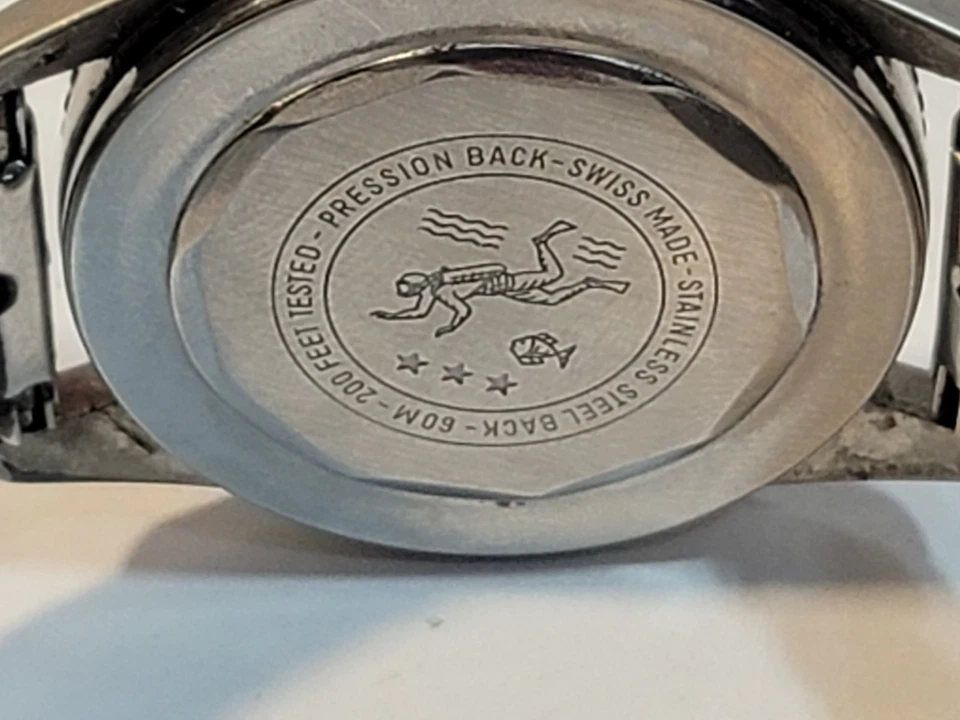 PRESSION BACK-SWISS MADE-STAINLESS STEEL BACK-60M-200 FEET TESTED-